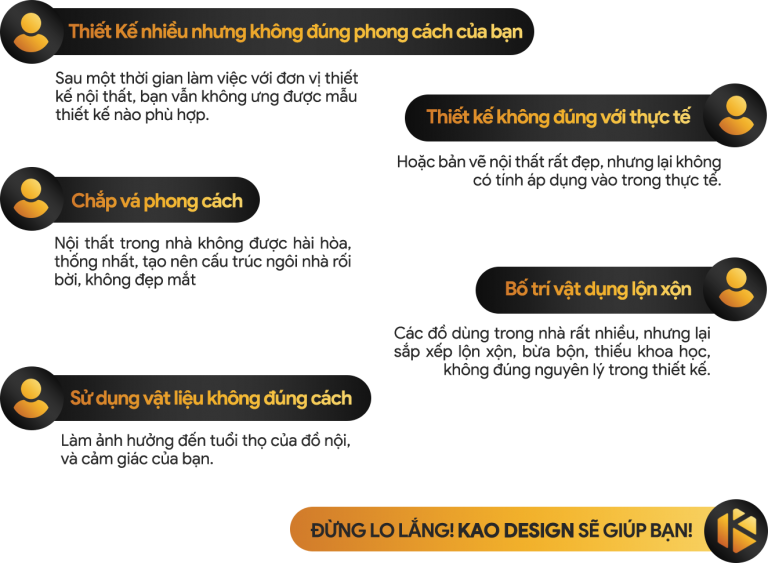 Thiết Kế nhiều nhưng không đúng phong cách của bạn
Sau một thời gian làm việc với đơn vị thiết
kế nội thất, bạn vẫn không ưng được mẫu
thiết kế nào phù hợp.
Thiết kế không đúng với thực tế
Hoặc bản vẽ nội thất rất đẹp, nhưng lại không
có tính áp dụng vào trong thực tế.
Chắp vá phong cách
Nội thất trong nhà không được hài hòa,
thống nhất, tạo nên cấu trúc ngôi nhà rối
bời, không đẹp mắt
Bố trí vật dụng lộn xộn
Các đồ dùng trong nhà rất nhiều, nhưng lại
sắp xếp lộn xộn, bừa bộn, thiếu khoa học,
không đúng nguyên lý trong thiết kế.
Sử dụng vật liệu không đúng cách
Làm ảnh hưởng đến tuổi thọ của đồ nội,
và cảm giác của bạn.
ĐỪNG LO LẮNG! KAO DESIGN SẼ GIÚP BẠN!